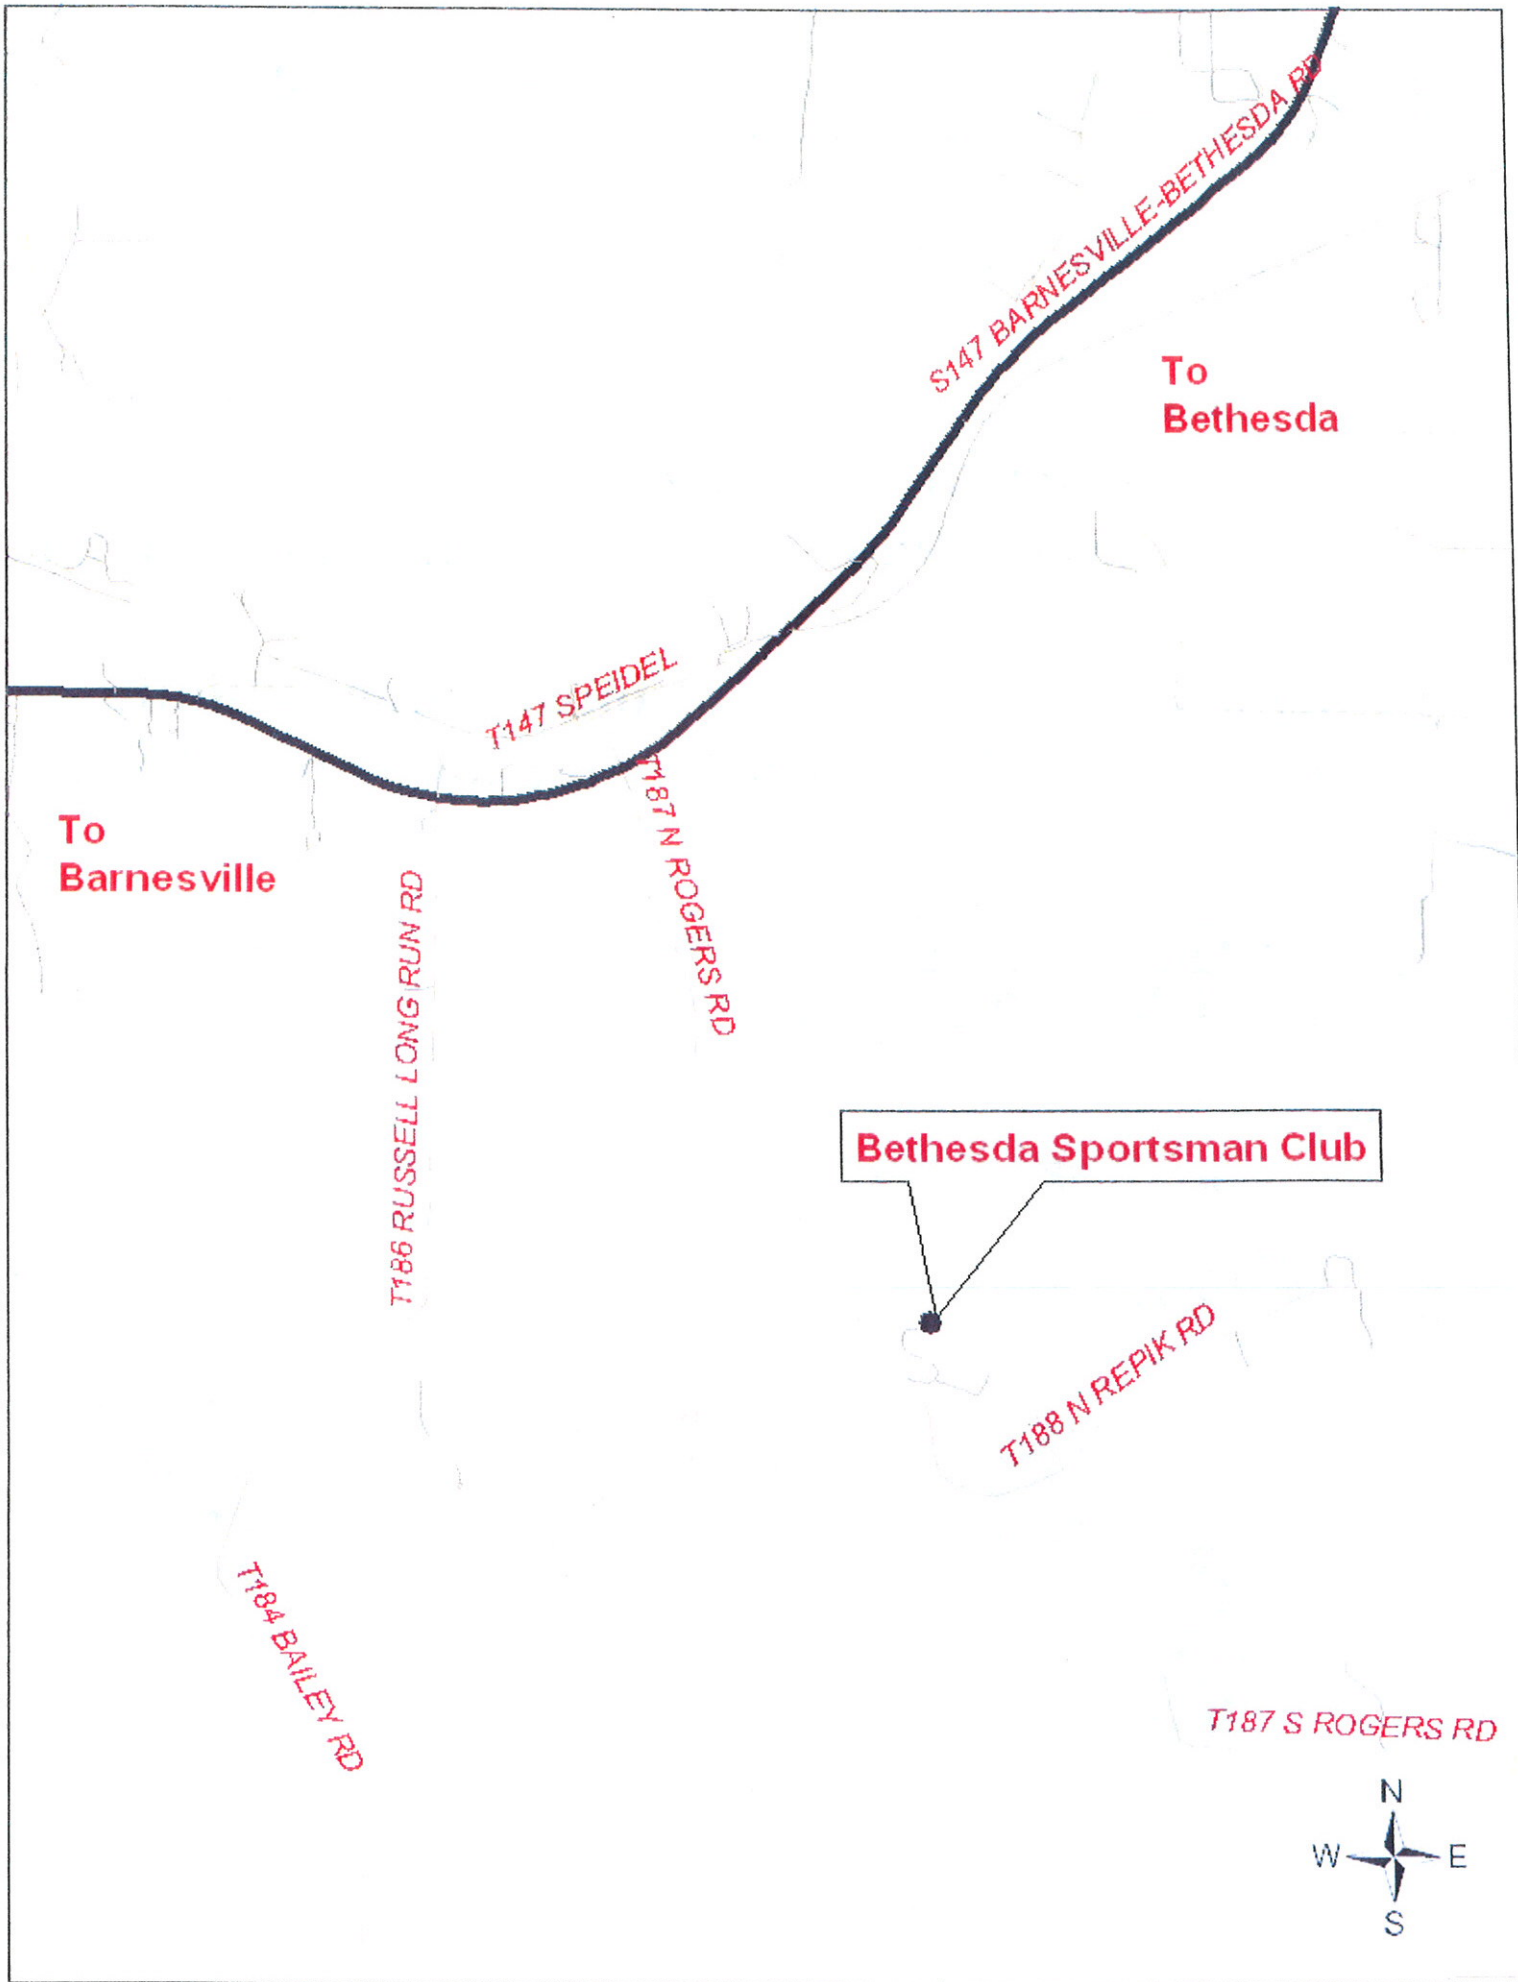 S147 BARNESVILLE-BETHESDA RD
To
Bethesda
T147 SPEIDEL
To
Barnesville
T187 N ROGERS RD
T186 RUSSELL LONG RUN RD
Bethesda Sportsman Club
T188 N REPIK RD
T184 BAILEY RD
T187 S ROGERS RD
N
W E
S